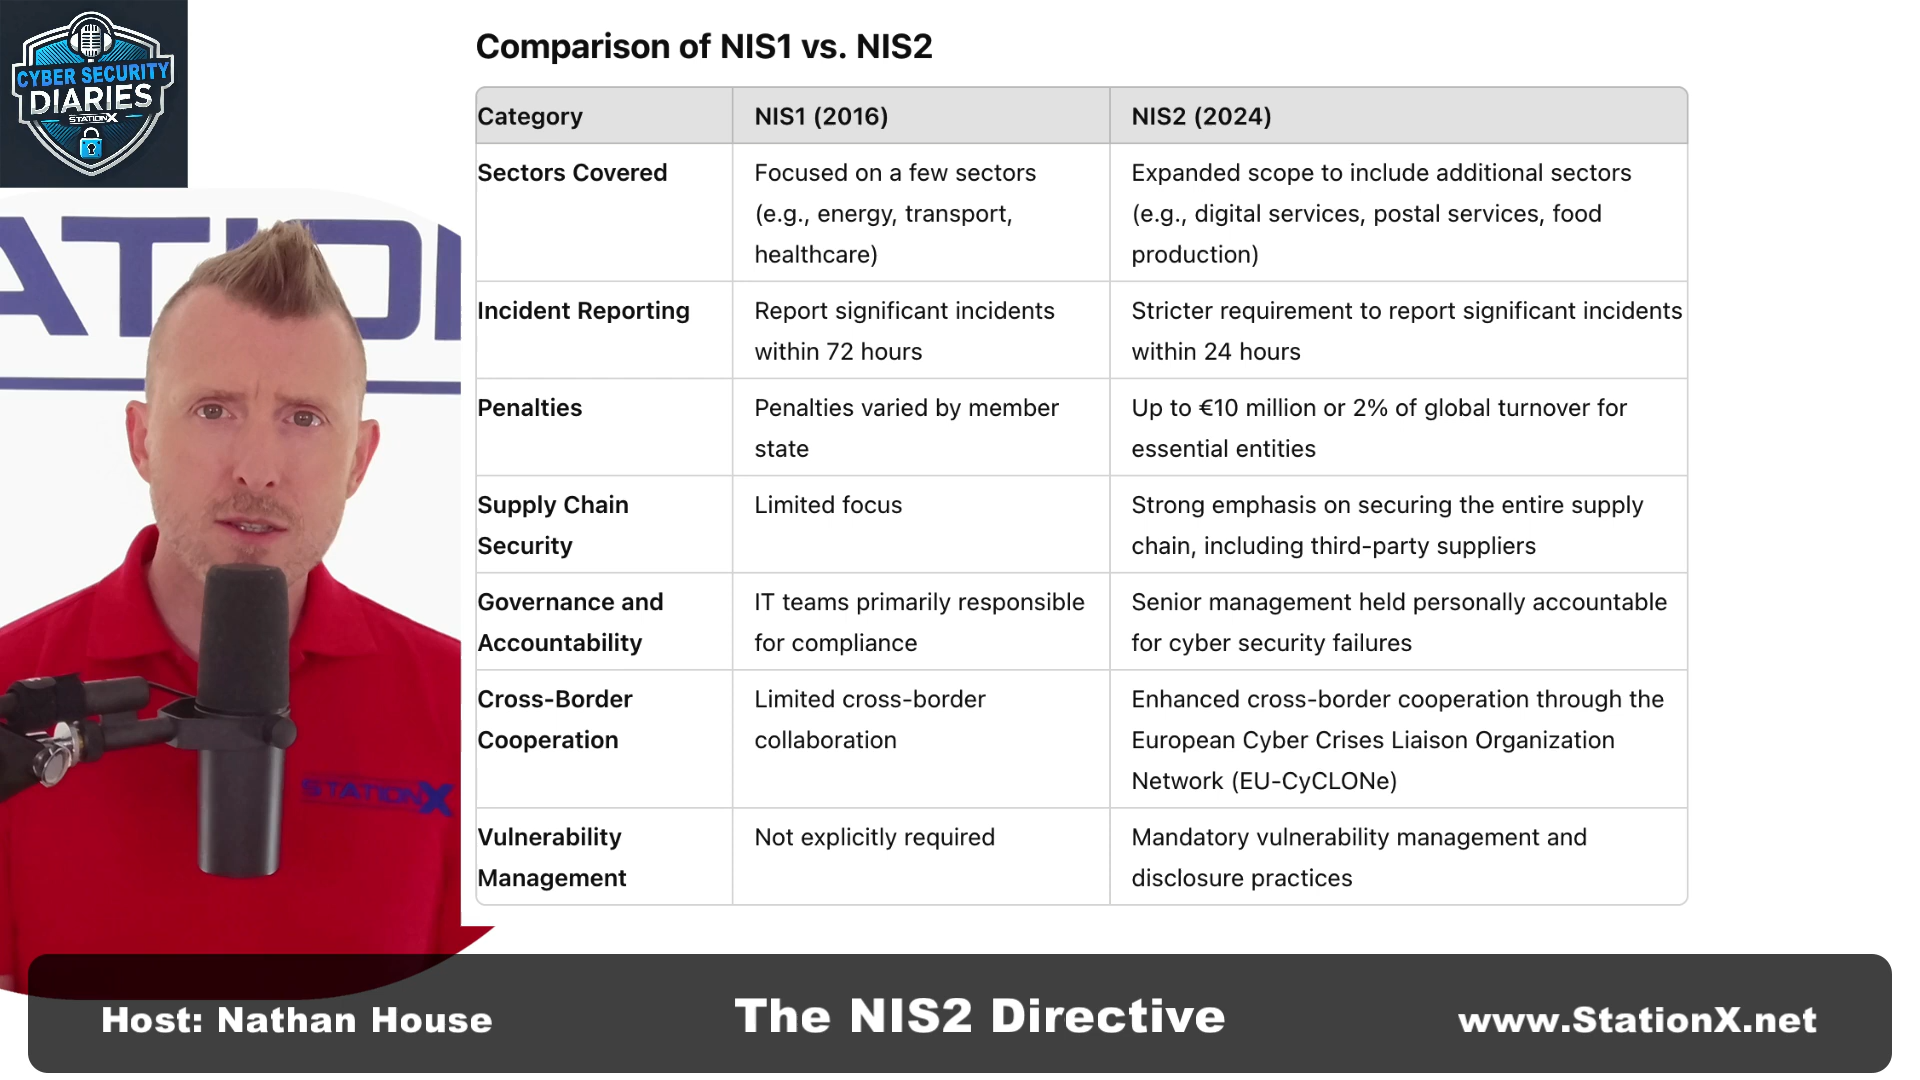 CYBER SECURITY
DIARIES
STATIONX
ATION
STATIONX
Comparison of NIS1 vs. NIS2
Category NIS1 (2016) NIS2 (2024)
Sectors Covered Focused on a few sectors Expanded scope to include additional sectors
(e.g., energy, transport, (e.g., digital services, postal services, food
healthcare) production)
Incident Reporting Report significant incidents Stricter requirement to report significant incidents
within 72 hours within 24 hours
Penalties Penalties varied by member Up to €10 million or 2% of global turnover for
state essential entities
Supply Chain Limited focus Strong emphasis on securing the entire supply
Security chain, including third-party suppliers
Governance and IT teams primarily responsible Senior management held personally accountable
Accountability for compliance for cyber security failures
Cross-Border Limited cross-border Enhanced cross-border cooperation through the
Cooperation collaboration European Cyber Crises Liaison Organization
Network (EU-CyCLONe)
Vulnerability Not explicitly required Mandatory vulnerability management and
Management disclosure practices
Host: Nathan House The NIS2 Directive www.StationX.net